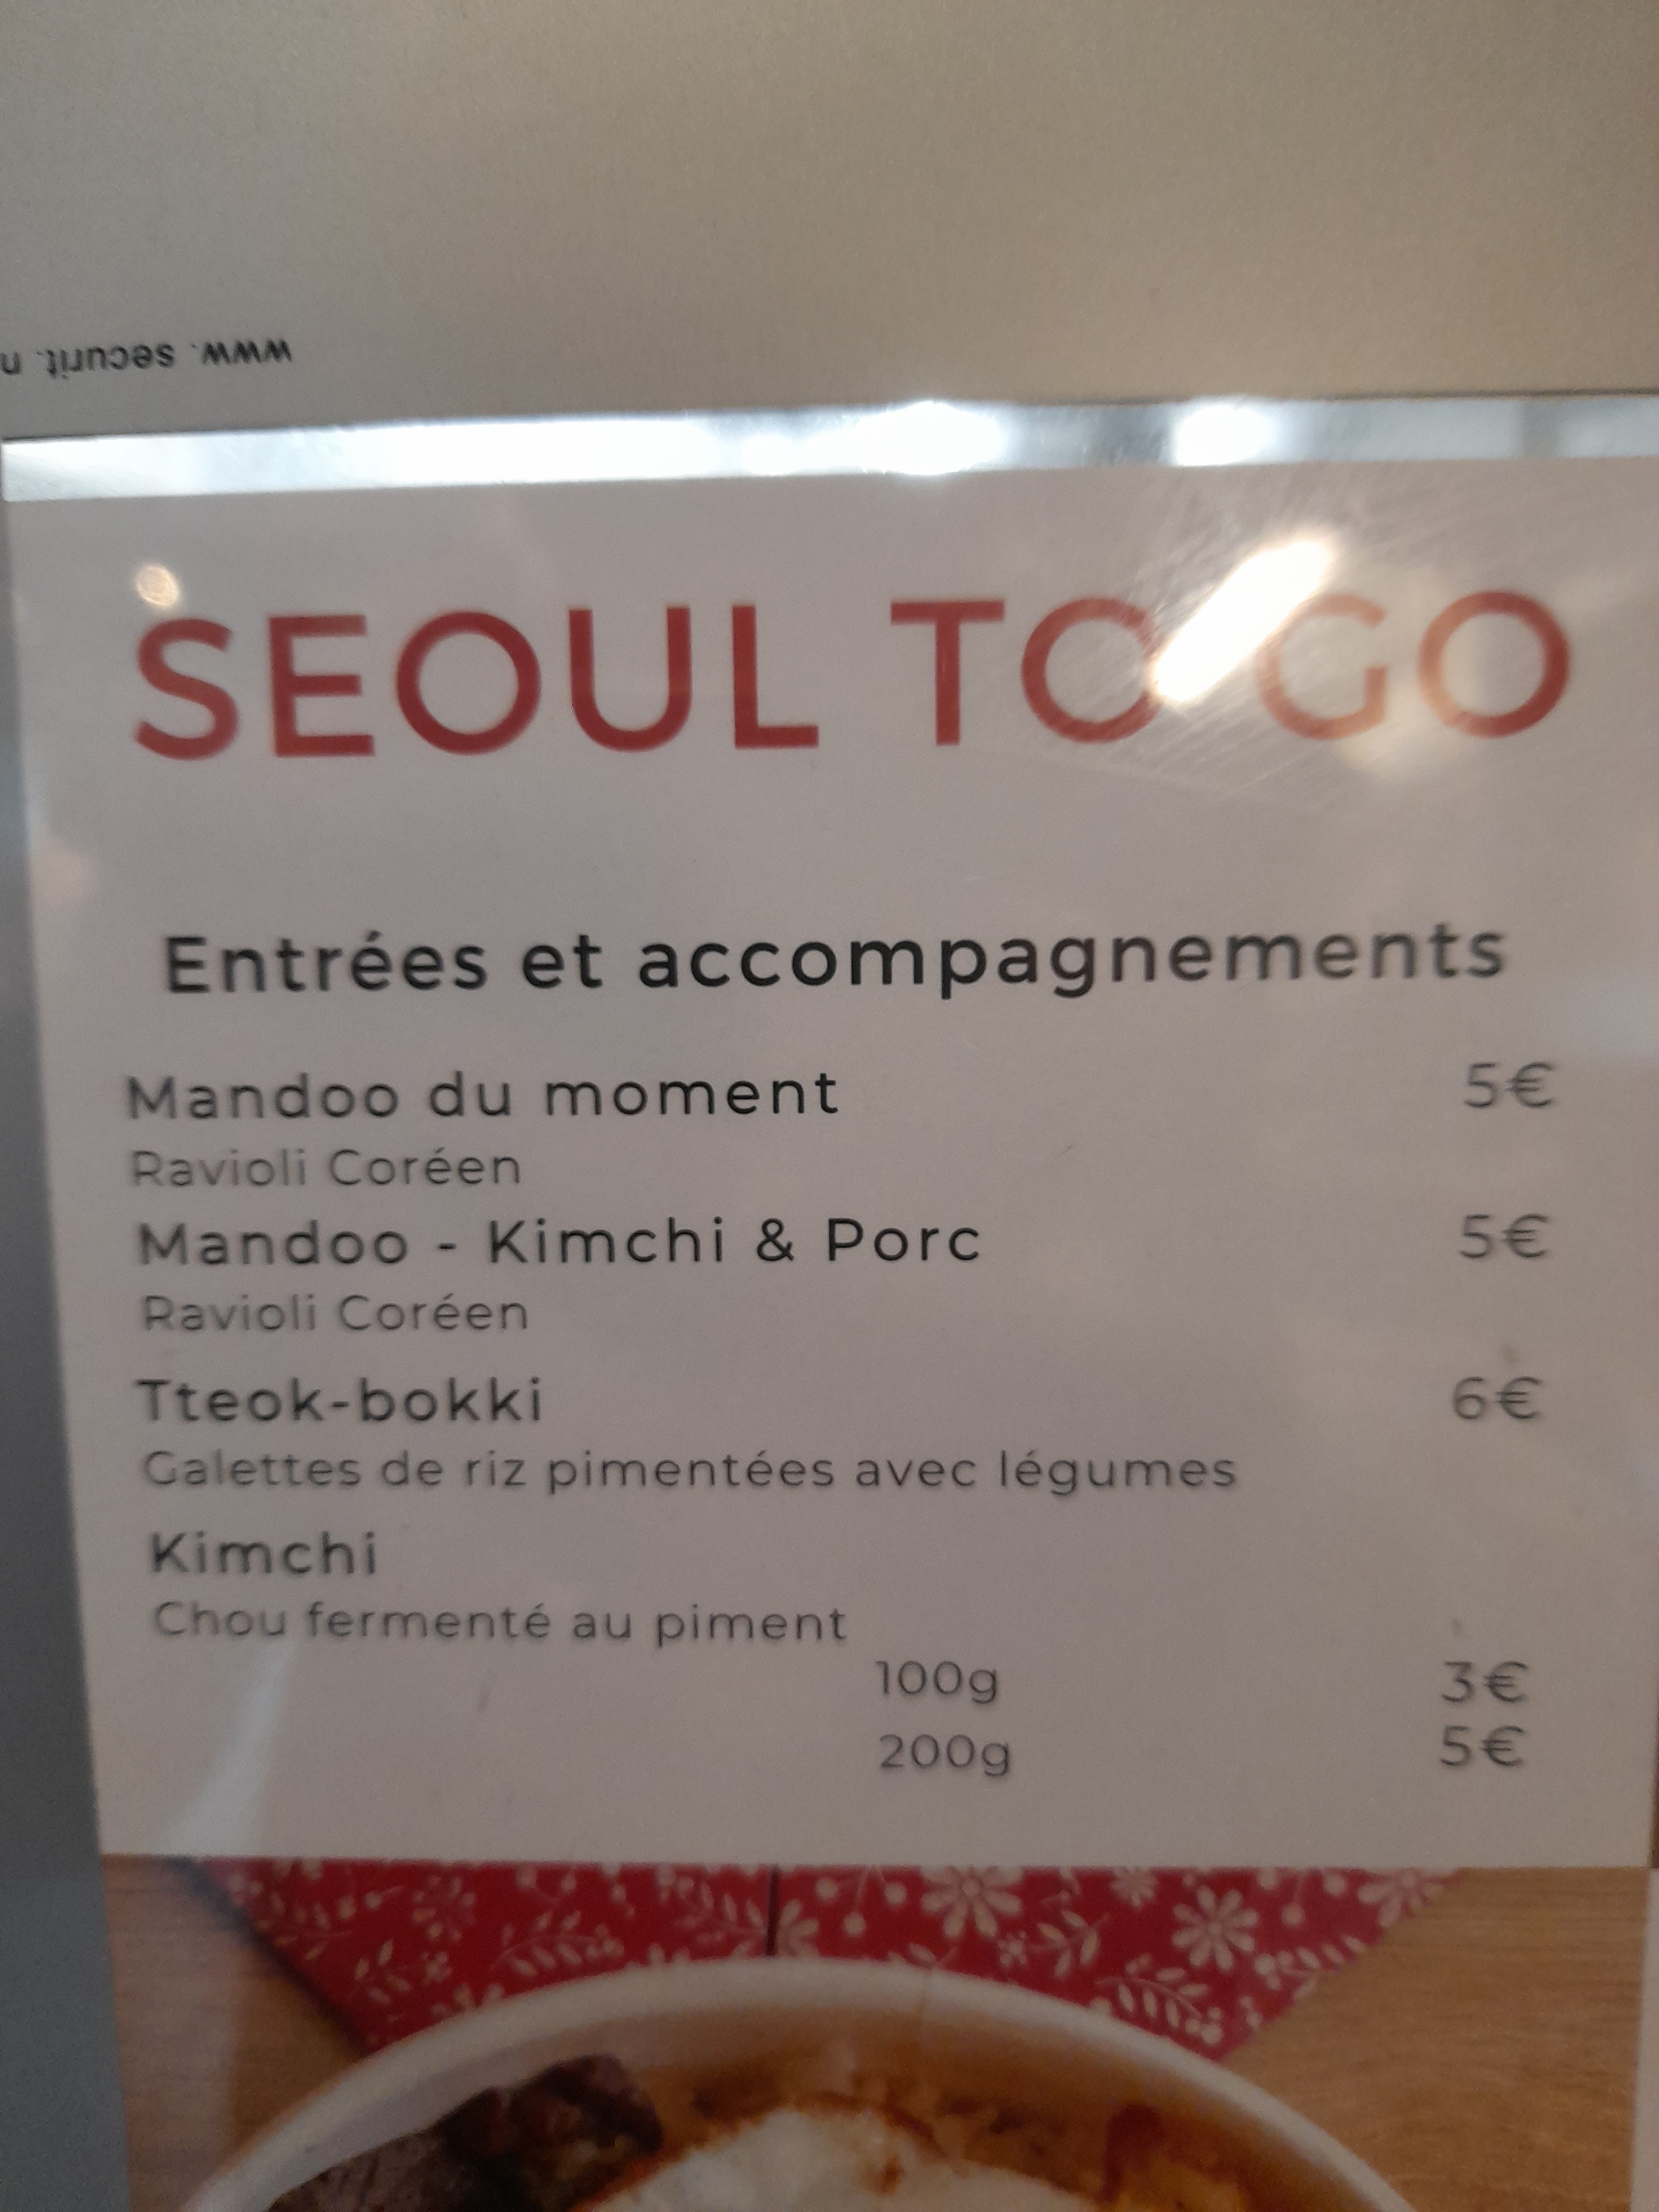 www. securit. n
SEOUL TO GO
Entrées et accompagnements
Mandoo du moment 5€
Ravioli Coréen
Mandoo - Kimchi & Porc 5€
Ravioli Coréen
Tteok-bokki 6€
Galettes de riz pimentées avec légumes
Kimchi
Chou fermenté au piment
100g 3€
200g 5€